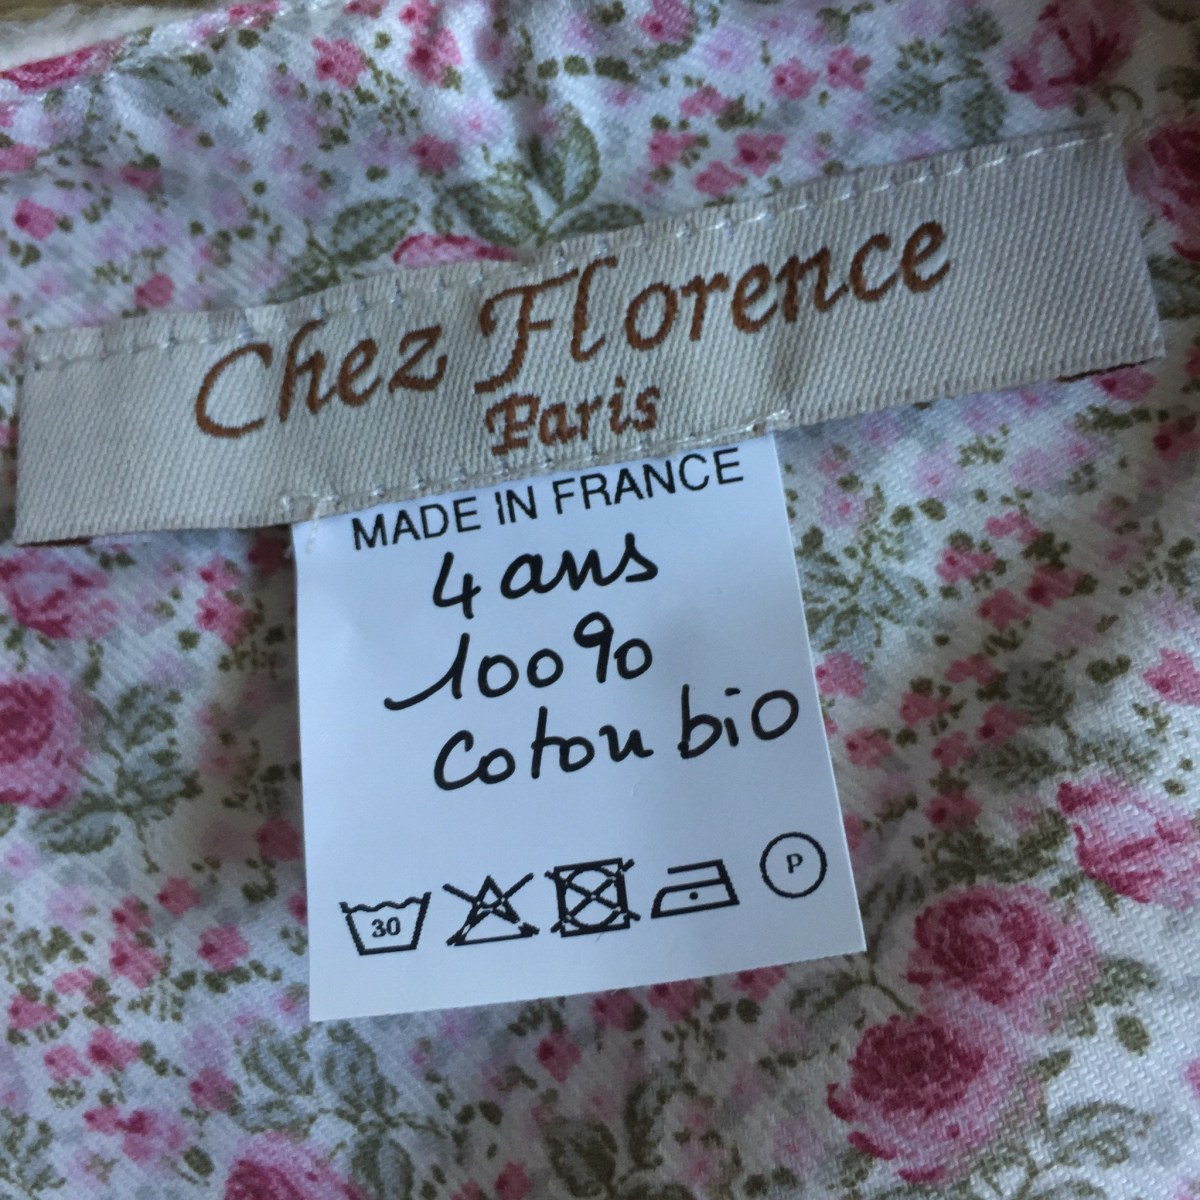 Chez Florence
Paris
MADE IN FRANCE
4 ans
100%
Coton bio
30
P